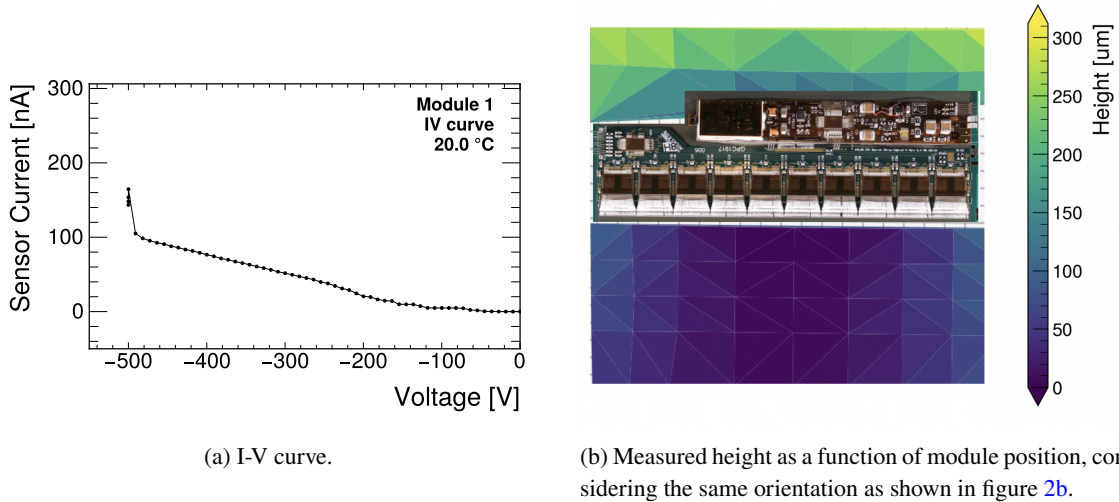 300
200
100
0
Sensor Current [nA]
Module 1
IV curve
20.0 °C
−500 −400 −300 −200 −100 0
Voltage [V]
(a) I-V curve.
GPC1917
300
250
200
150
100
50
0
Height [um]
(b) Measured height as a function of module position, con
sidering the same orientation as shown in figure 2b.